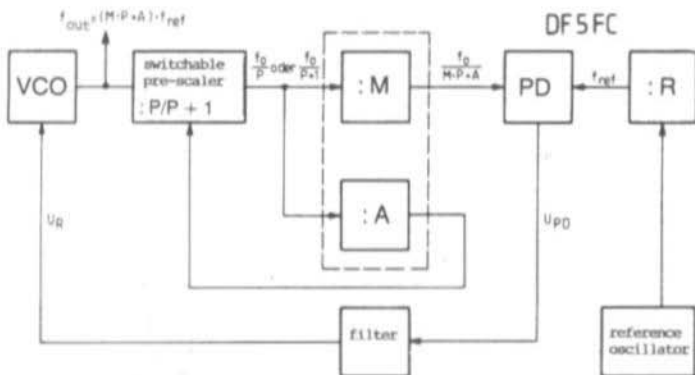 f_out = (M·P+A)·f_ref
DF5FC
VCO
switchable
pre-scaler
: P/P + 1
f_0/P oder f_0/P+1
: M
f_0/M·P+A
PD
f_ref
: R
: A
U_R
U_PD
filter
reference
oscillator